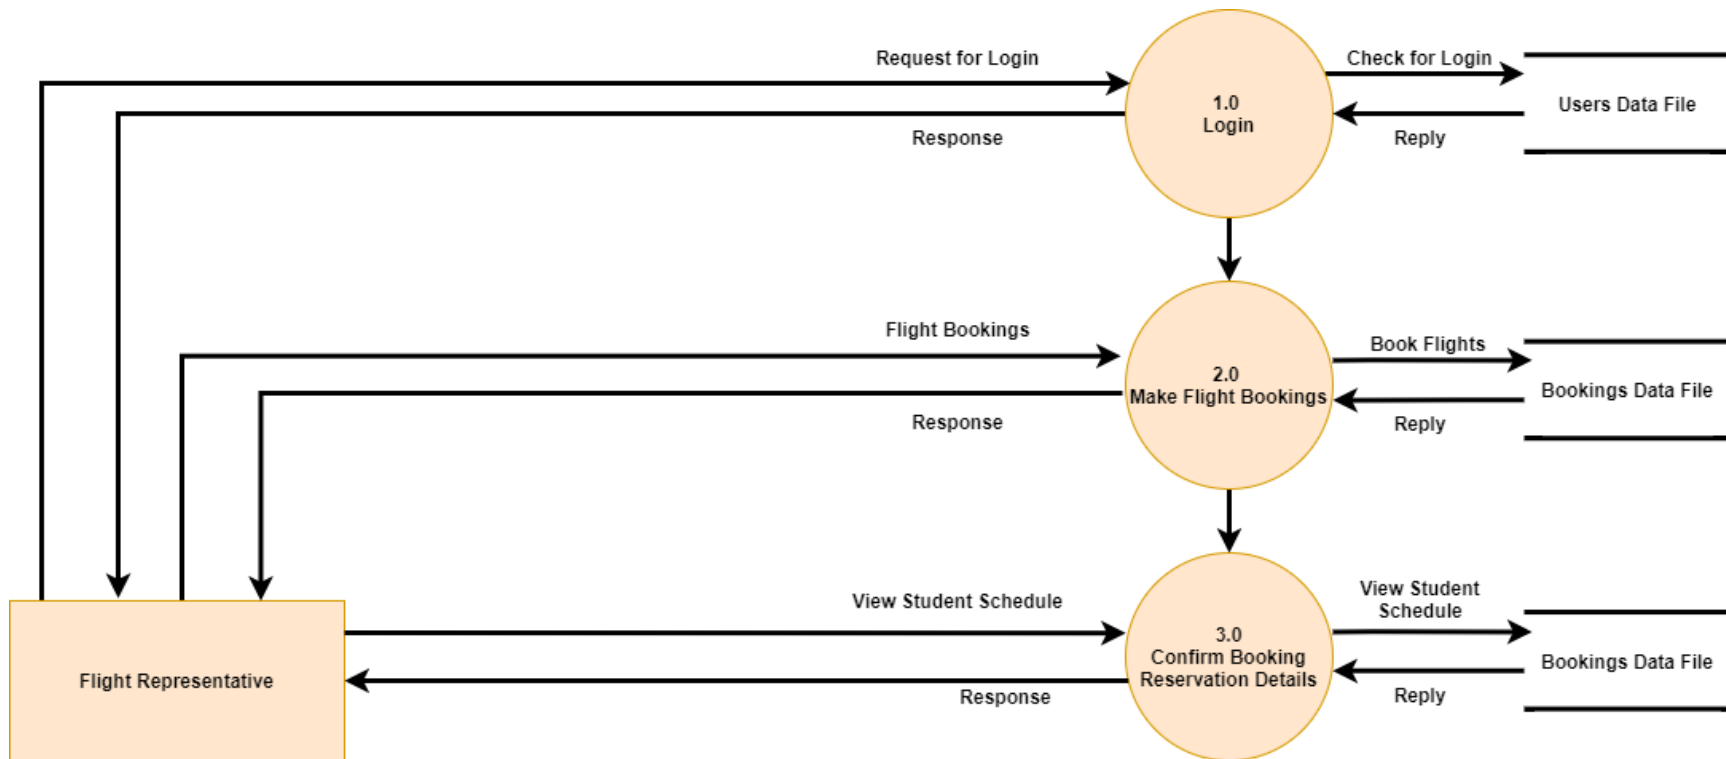 Request for Login
Check for Login
1.0
Login
Users Data File
Response
Reply
Flight Bookings
Book Flights
2.0
Make Flight Bookings
Bookings Data File
Response
Reply
View Student Schedule
View Student
Schedule
3.0
Confirm Booking
Reservation Details
Bookings Data File
Flight Representative
Response
Reply